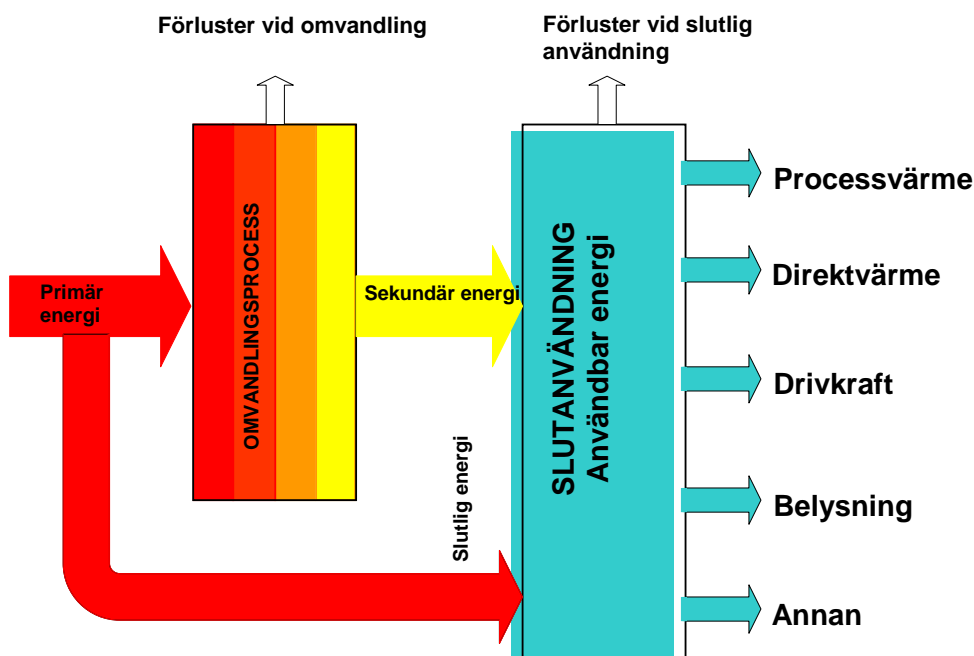 Förluster vid omvandling
Förluster vid slutlig
användning
Primär
energi
OMVANDLINGSPROCESS
Sekundär energi
Slutlig energi
SLUTANVÄNDNING
Användbar energi
Processvärme
Direktvärme
Drivkraft
Belysning
Annan